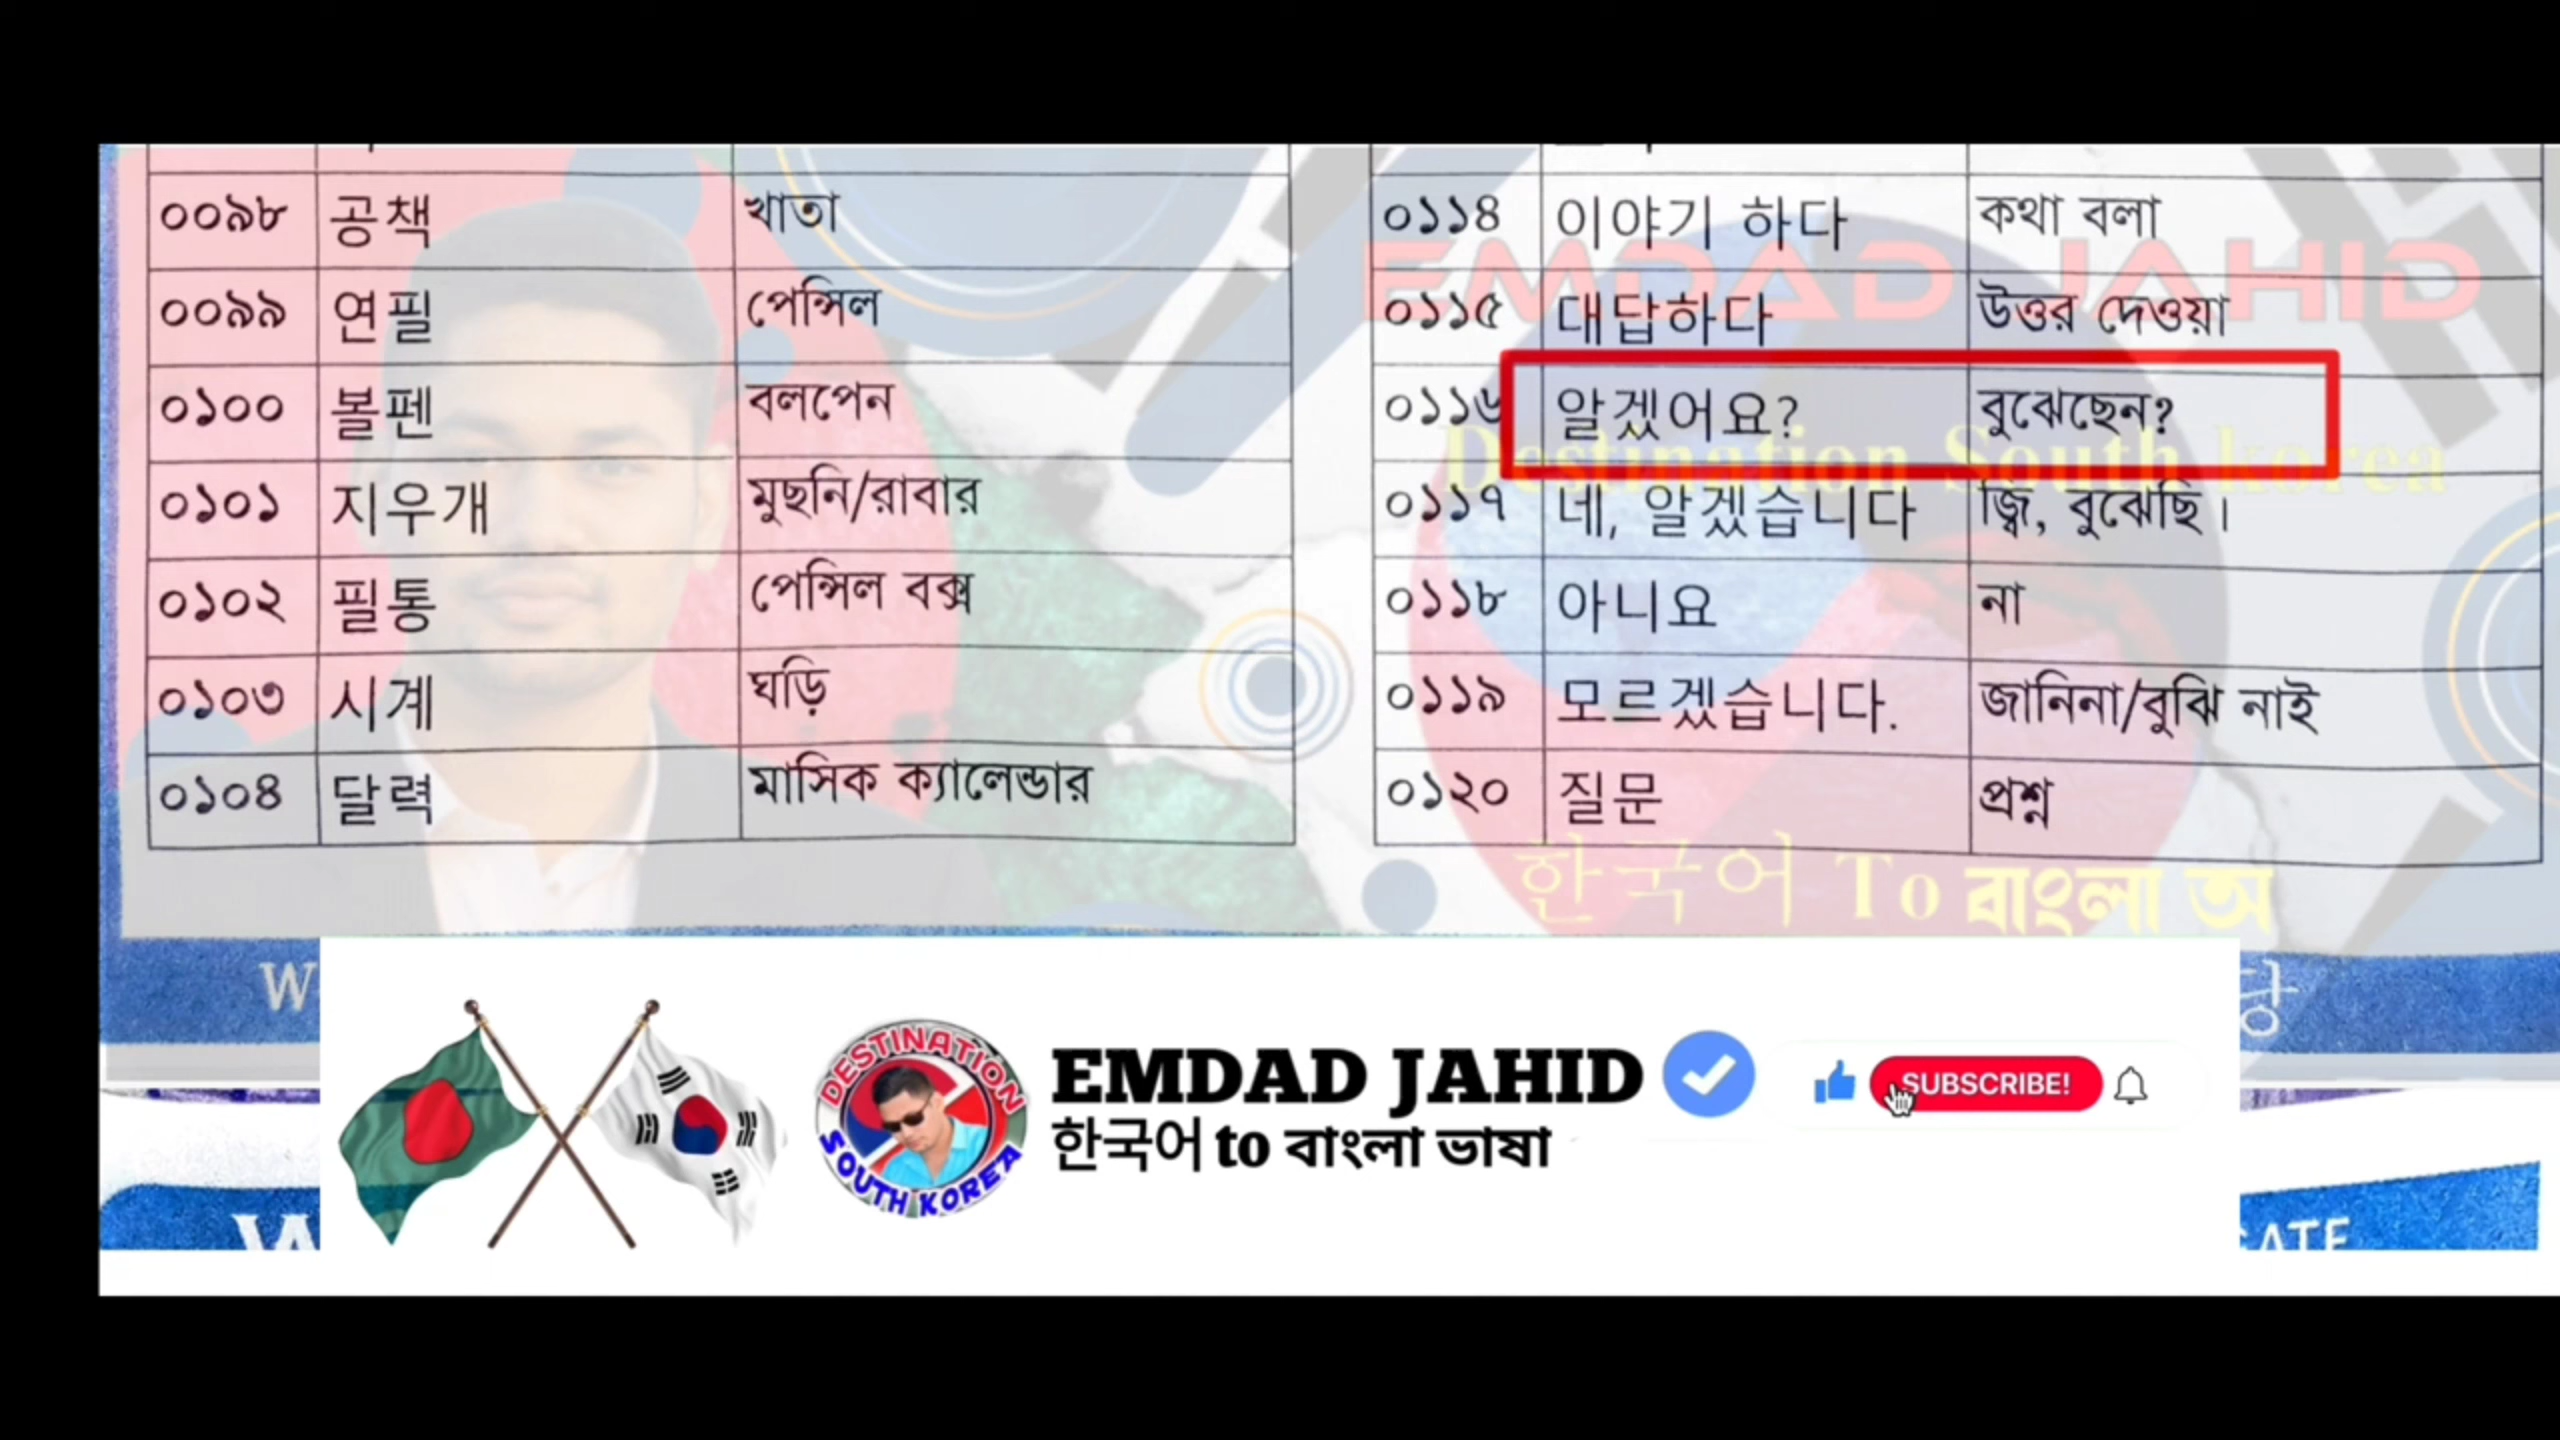 ০০৯৮ 공책 খাতা
০০৯৯ 연필 পেন্সিল
০১০০ 볼펜 বলপেন
০১০১ 지우개 মুছনি/রাবার
০১০২ 필통 পেন্সিল বক্স
০১০৩ 시계 ঘড়ি
০১০৪ 달력 মাসিক ক্যালেন্ডার
০১১৪ 이야기 하다 কথা বলা
EMDAD JAHID
০১১৫ 대답하다 উত্তর দেওয়া
০১১৬ 알겠어요? বুঝেছেন?
Destination South korea
০১১৭ 네, 알겠습니다 জ্বি, বুঝেছি।
০১১৮ 아니요 না
০১১৯ 모르겠습니다. জানিনা/বুঝি নাই
০১২০ 질문 প্রশ্ন
한국어 To বাংলা অ
W
DESTINATION
SOUTH KOREA
EMDAD JAHID
한국어 to বাংলা ভাষা
SUBSCRIBE!
W